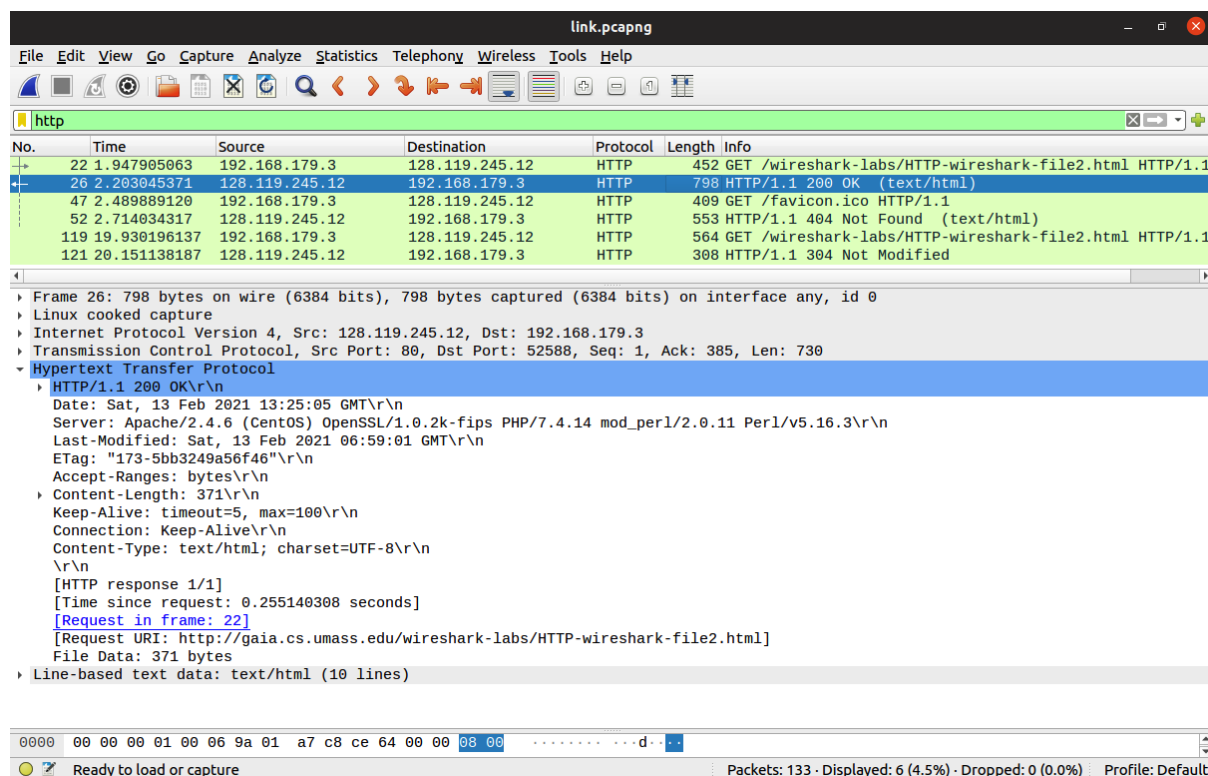 link.pcapng
File Edit View Go Capture Analyze Statistics Telephony Wireless Tools Help
http
No. Time Source Destination Protocol Length Info
22 1.947905063 192.168.179.3 128.119.245.12 HTTP 452 GET /wireshark-labs/HTTP-wireshark-file2.html HTTP/1.1
26 2.203045371 128.119.245.12 192.168.179.3 HTTP 798 HTTP/1.1 200 OK (text/html)
47 2.489889120 192.168.179.3 128.119.245.12 HTTP 409 GET /favicon.ico HTTP/1.1
52 2.714034317 128.119.245.12 192.168.179.3 HTTP 553 HTTP/1.1 404 Not Found (text/html)
119 19.930196137 192.168.179.3 128.119.245.12 HTTP 564 GET /wireshark-labs/HTTP-wireshark-file2.html HTTP/1.1
121 20.151138187 128.119.245.12 192.168.179.3 HTTP 308 HTTP/1.1 304 Not Modified
Frame 26: 798 bytes on wire (6384 bits), 798 bytes captured (6384 bits) on interface any, id 0
Linux cooked capture
Internet Protocol Version 4, Src: 128.119.245.12, Dst: 192.168.179.3
Transmission Control Protocol, Src Port: 80, Dst Port: 52588, Seq: 1, Ack: 385, Len: 730
Hypertext Transfer Protocol
HTTP/1.1 200 OK\r\n
Date: Sat, 13 Feb 2021 13:25:05 GMT\r\n
Server: Apache/2.4.6 (CentOS) OpenSSL/1.0.2k-fips PHP/7.4.14 mod_perl/2.0.11 Perl/v5.16.3\r\n
Last-Modified: Sat, 13 Feb 2021 06:59:01 GMT\r\n
ETag: "173-5bb3249a56f46"\r\n
Accept-Ranges: bytes\r\n
Content-Length: 371\r\n
Keep-Alive: timeout=5, max=100\r\n
Connection: Keep-Alive\r\n
Content-Type: text/html; charset=UTF-8\r\n
\r\n
[HTTP response 1/1]
[Time since request: 0.255140308 seconds]
[Request in frame: 22]
[Request URI: http://gaia.cs.umass.edu/wireshark-labs/HTTP-wireshark-file2.html]
File Data: 371 bytes
Line-based text data: text/html (10 lines)
0000 00 00 00 01 00 06 9a 01 a7 c8 ce 64 00 00 08 00 ········ ···d····
Ready to load or capture Packets: 133 · Displayed: 6 (4.5%) · Dropped: 0 (0.0%) Profile: Default